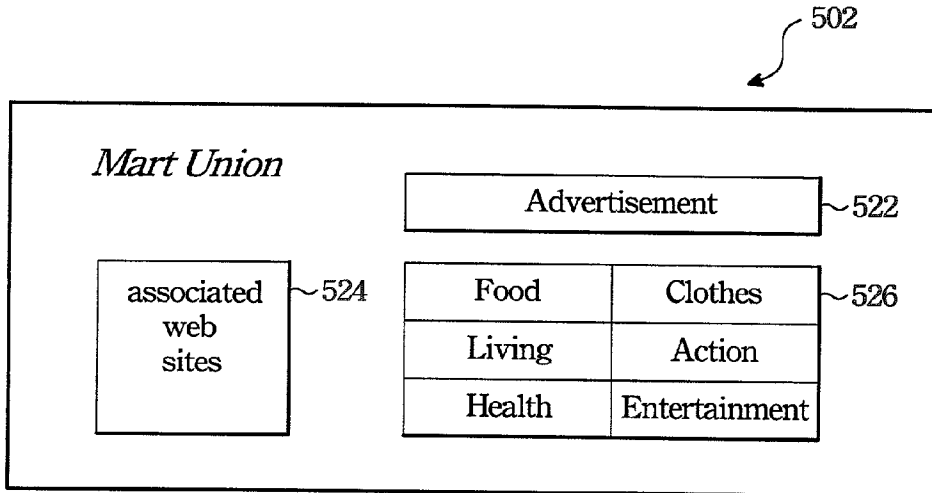 502
Mart Union
Advertisement
522
associated
web
sites
524
Food
Clothes
526
Living
Action
Health
Entertainment